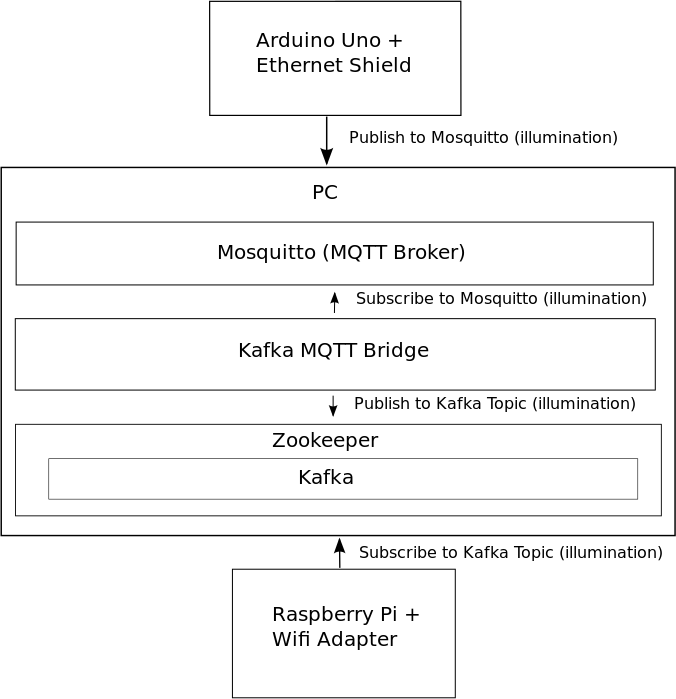 Arduino Uno +
Ethernet Shield
Publish to Mosquitto (illumination)
PC
Mosquitto (MQTT Broker)
Subscribe to Mosquitto (illumination)
Kafka MQTT Bridge
Publish to Kafka Topic (illumination)
Zookeeper
Kafka
Subscribe to Kafka Topic (illumination)
Raspberry Pi +
Wifi Adapter